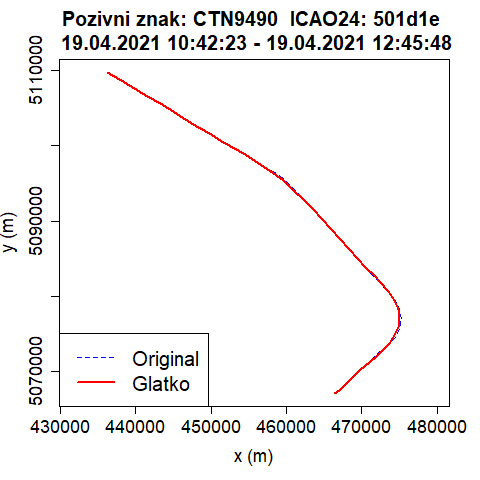 Pozivni znak: CTN9490 ICAO24: 501d1e
19.04.2021 10:42:23 - 19.04.2021 12:45:48
5110000
5090000
5070000
y (m)
Original
Glatko
430000 440000 450000 460000 470000 480000
x (m)